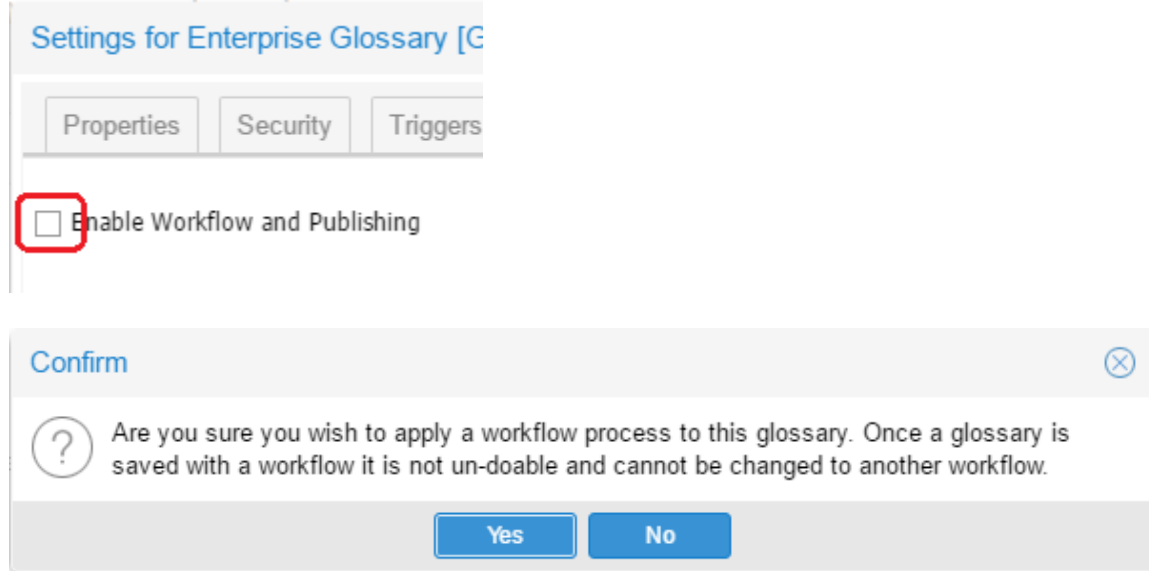 Settings for Enterprise Glossary [G
Properties Security Triggers
Enable Workflow and Publishing
Confirm
Are you sure you wish to apply a workflow process to this glossary. Once a glossary is
saved with a workflow it is not un-doable and cannot be changed to another workflow.
Yes No